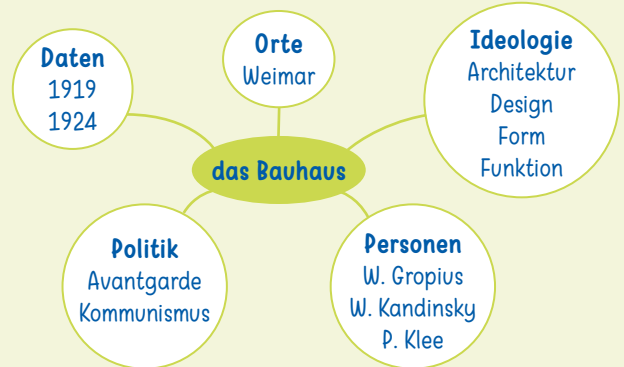 Daten
1919
1924
Orte
Weimar
Ideologie
Architektur
Design
Form
Funktion
das Bauhaus
Politik
Avantgarde
Kommunismus
Personen
W. Gropius
W. Kandinsky
P. Klee